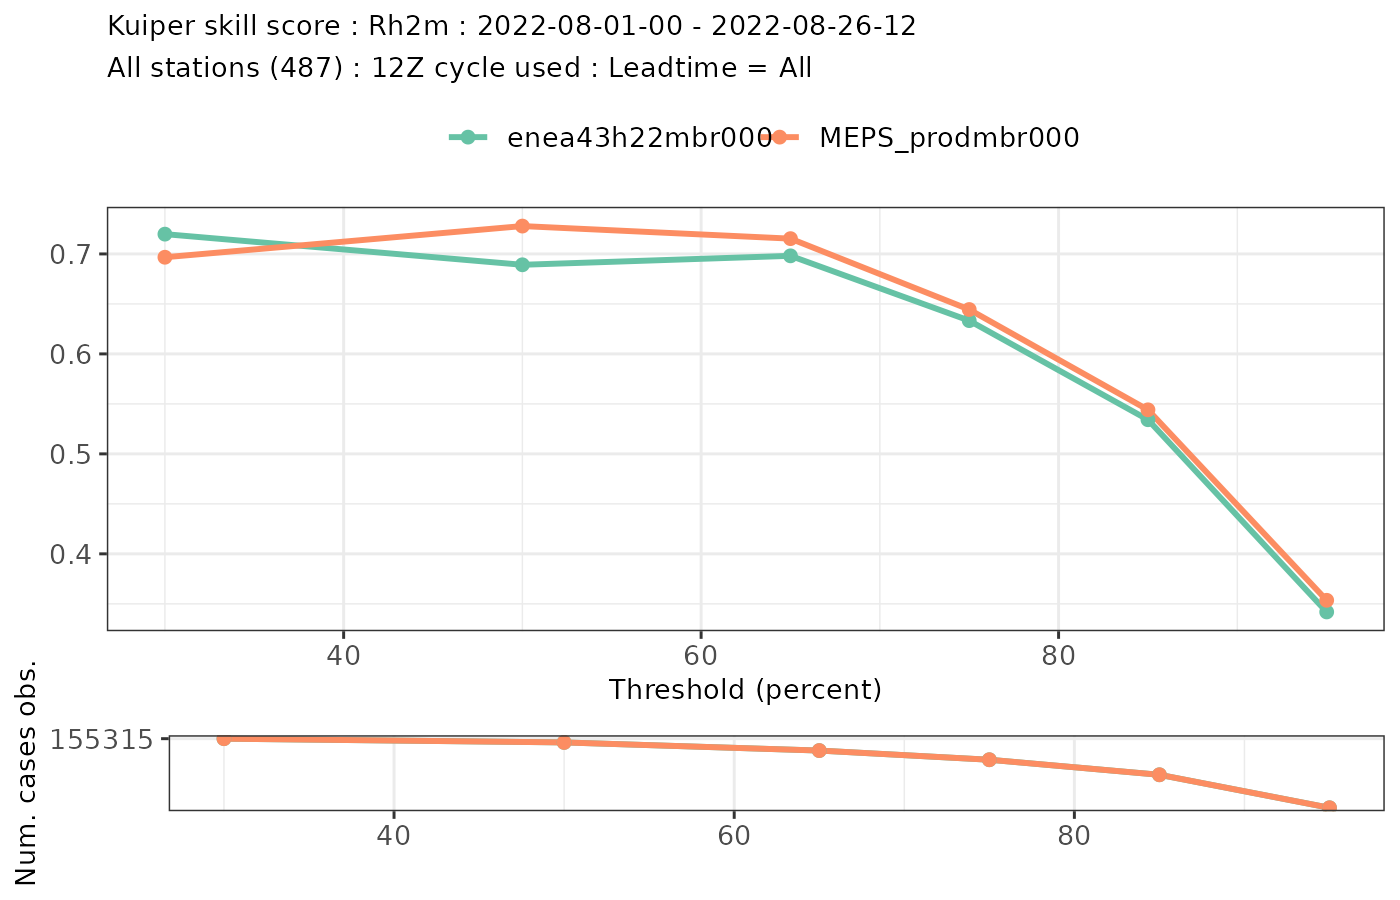 Kuiper skill score : Rh2m : 2022-08-01-00 - 2022-08-26-12
All stations (487) : 12Z cycle used : Leadtime = All
enea43h22mbr000 MEPS_prodmbr000
0.7
0.6
0.5
0.4
40 60 80
Threshold (percent)
Num. cases obs.
155315
40 60 80